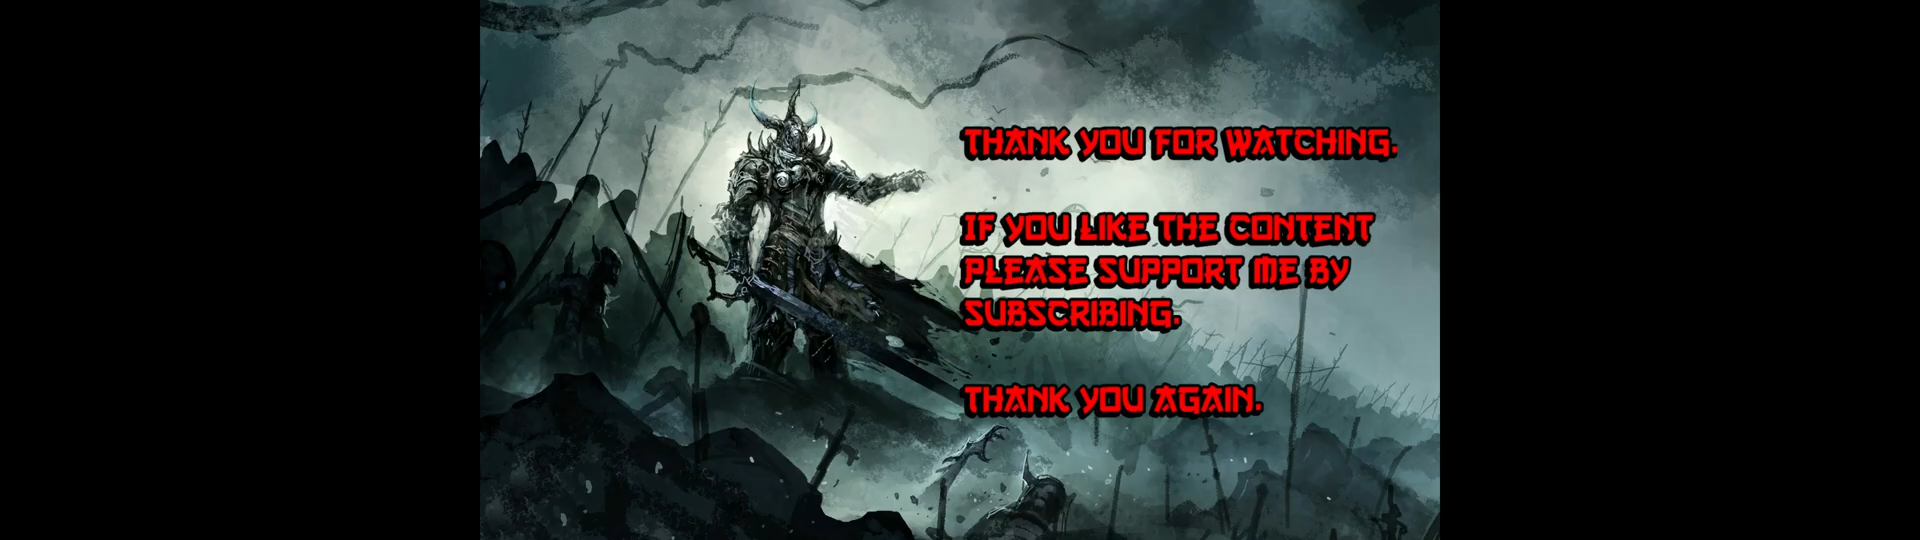 THANK YOU FOR WATCHING.
IF YOU LIKE THE CONTENT
PLEASE SUPPORT ME BY
SUBSCRIBING.
THANK YOU AGAIN.